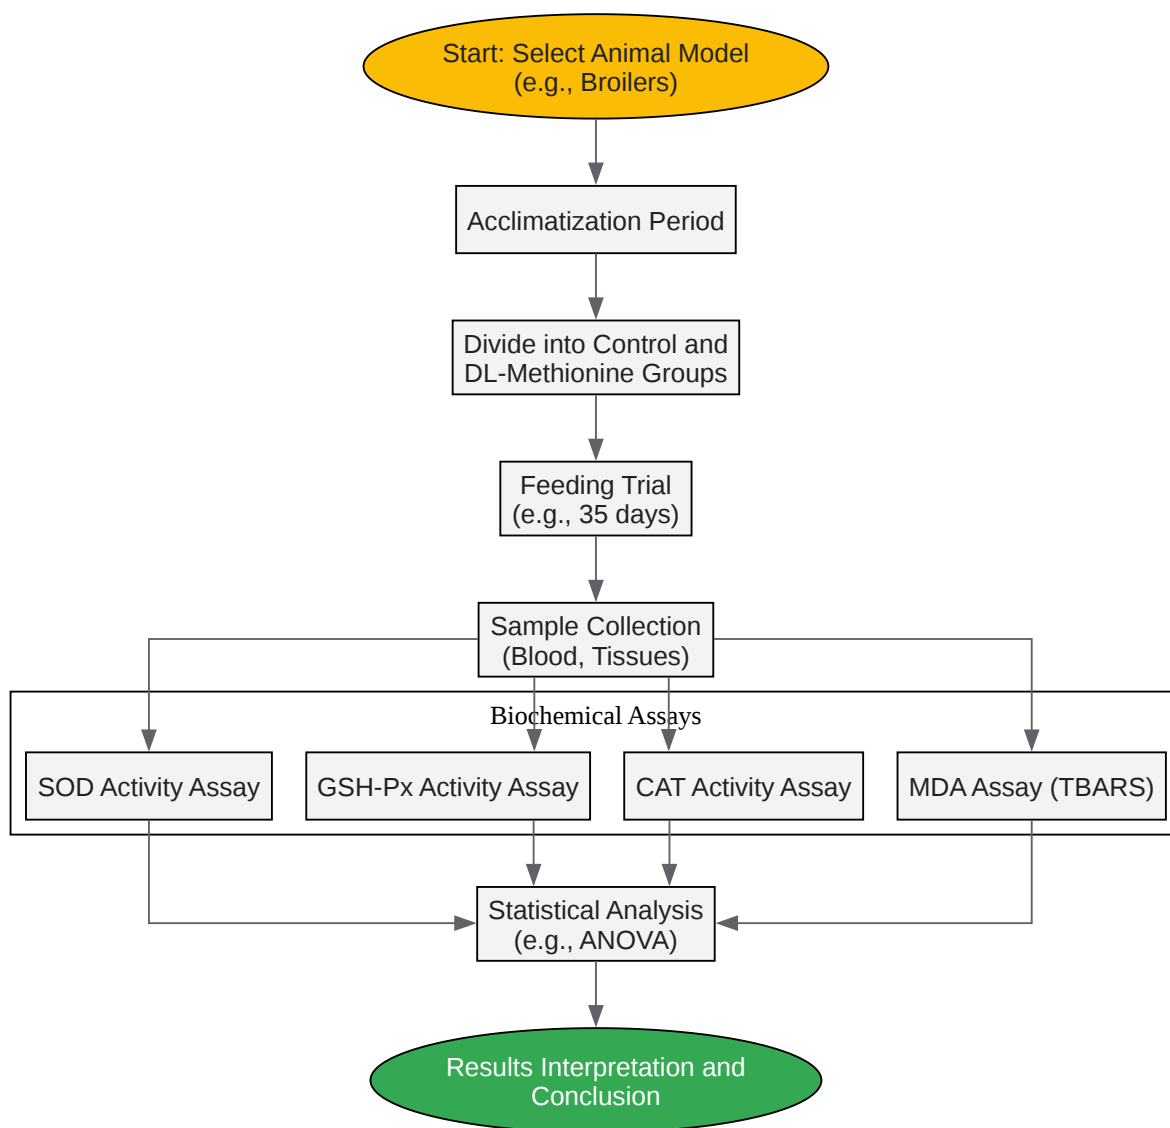 Start: Select Animal Model
(e.g., Broilers)
Acclimatization Period
Divide into Control and
DL-Methionine Groups
Feeding Trial
(e.g., 35 days)
Sample Collection
(Blood, Tissues)
Biochemical Assays
SOD Activity Assay
GSH-Px Activity Assay
CAT Activity Assay
MDA Assay (TBARS)
Statistical Analysis
(e.g., ANOVA)
Results Interpretation and
Conclusion